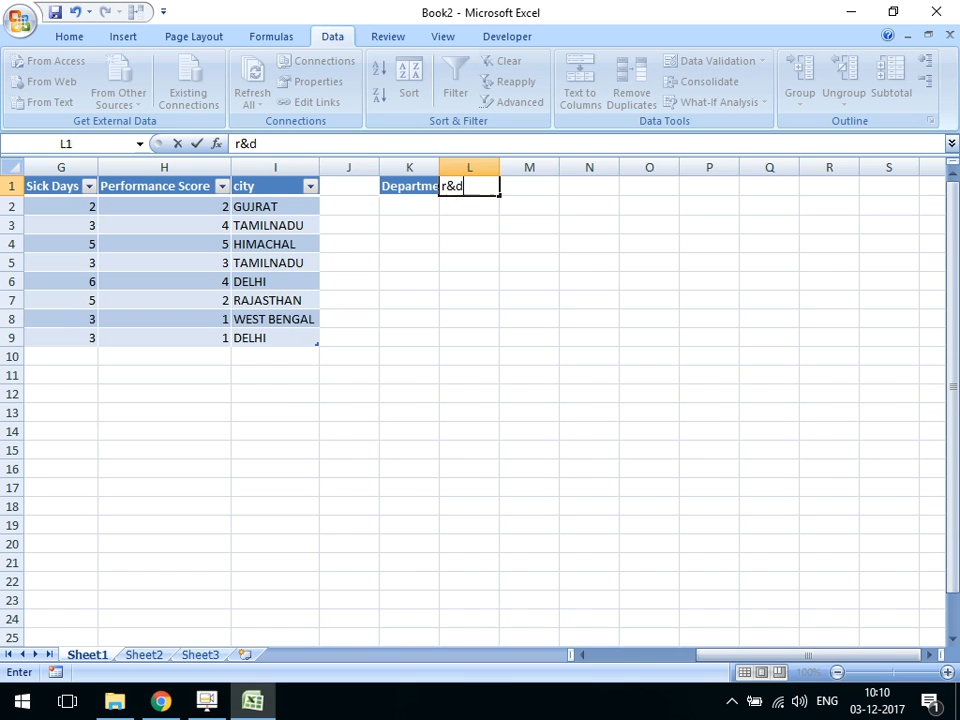 Book2 - Microsoft Excel
Home Insert Page Layout Formulas Data Review View Developer
From Access
From Web
From Text
From Other Sources
Existing Connections
Get External Data
Refresh All
Connections
Properties
Edit Links
Connections
Sort
Filter
Clear
Reapply
Advanced
Sort & Filter
Text to Columns
Remove Duplicates
Data Validation
Consolidate
What-If Analysis
Data Tools
Group
Ungroup
Subtotal
Outline
L1 fx r&d
G H I J K L M N O P Q R S
1 Sick Days Performance Score city Departme r&d
2 2 2 GUJRAT
3 3 4 TAMILNADU
4 5 5 HIMACHAL
5 3 3 TAMILNADU
6 6 4 DELHI
7 5 2 RAJASTHAN
8 3 1 WEST BENGAL
9 3 1 DELHI
10
11
12
13
14
15
16
17
18
19
20
21
22
23
24
25
Sheet1 Sheet2 Sheet3
Enter 100%
ENG 10:10
03-12-2017 1